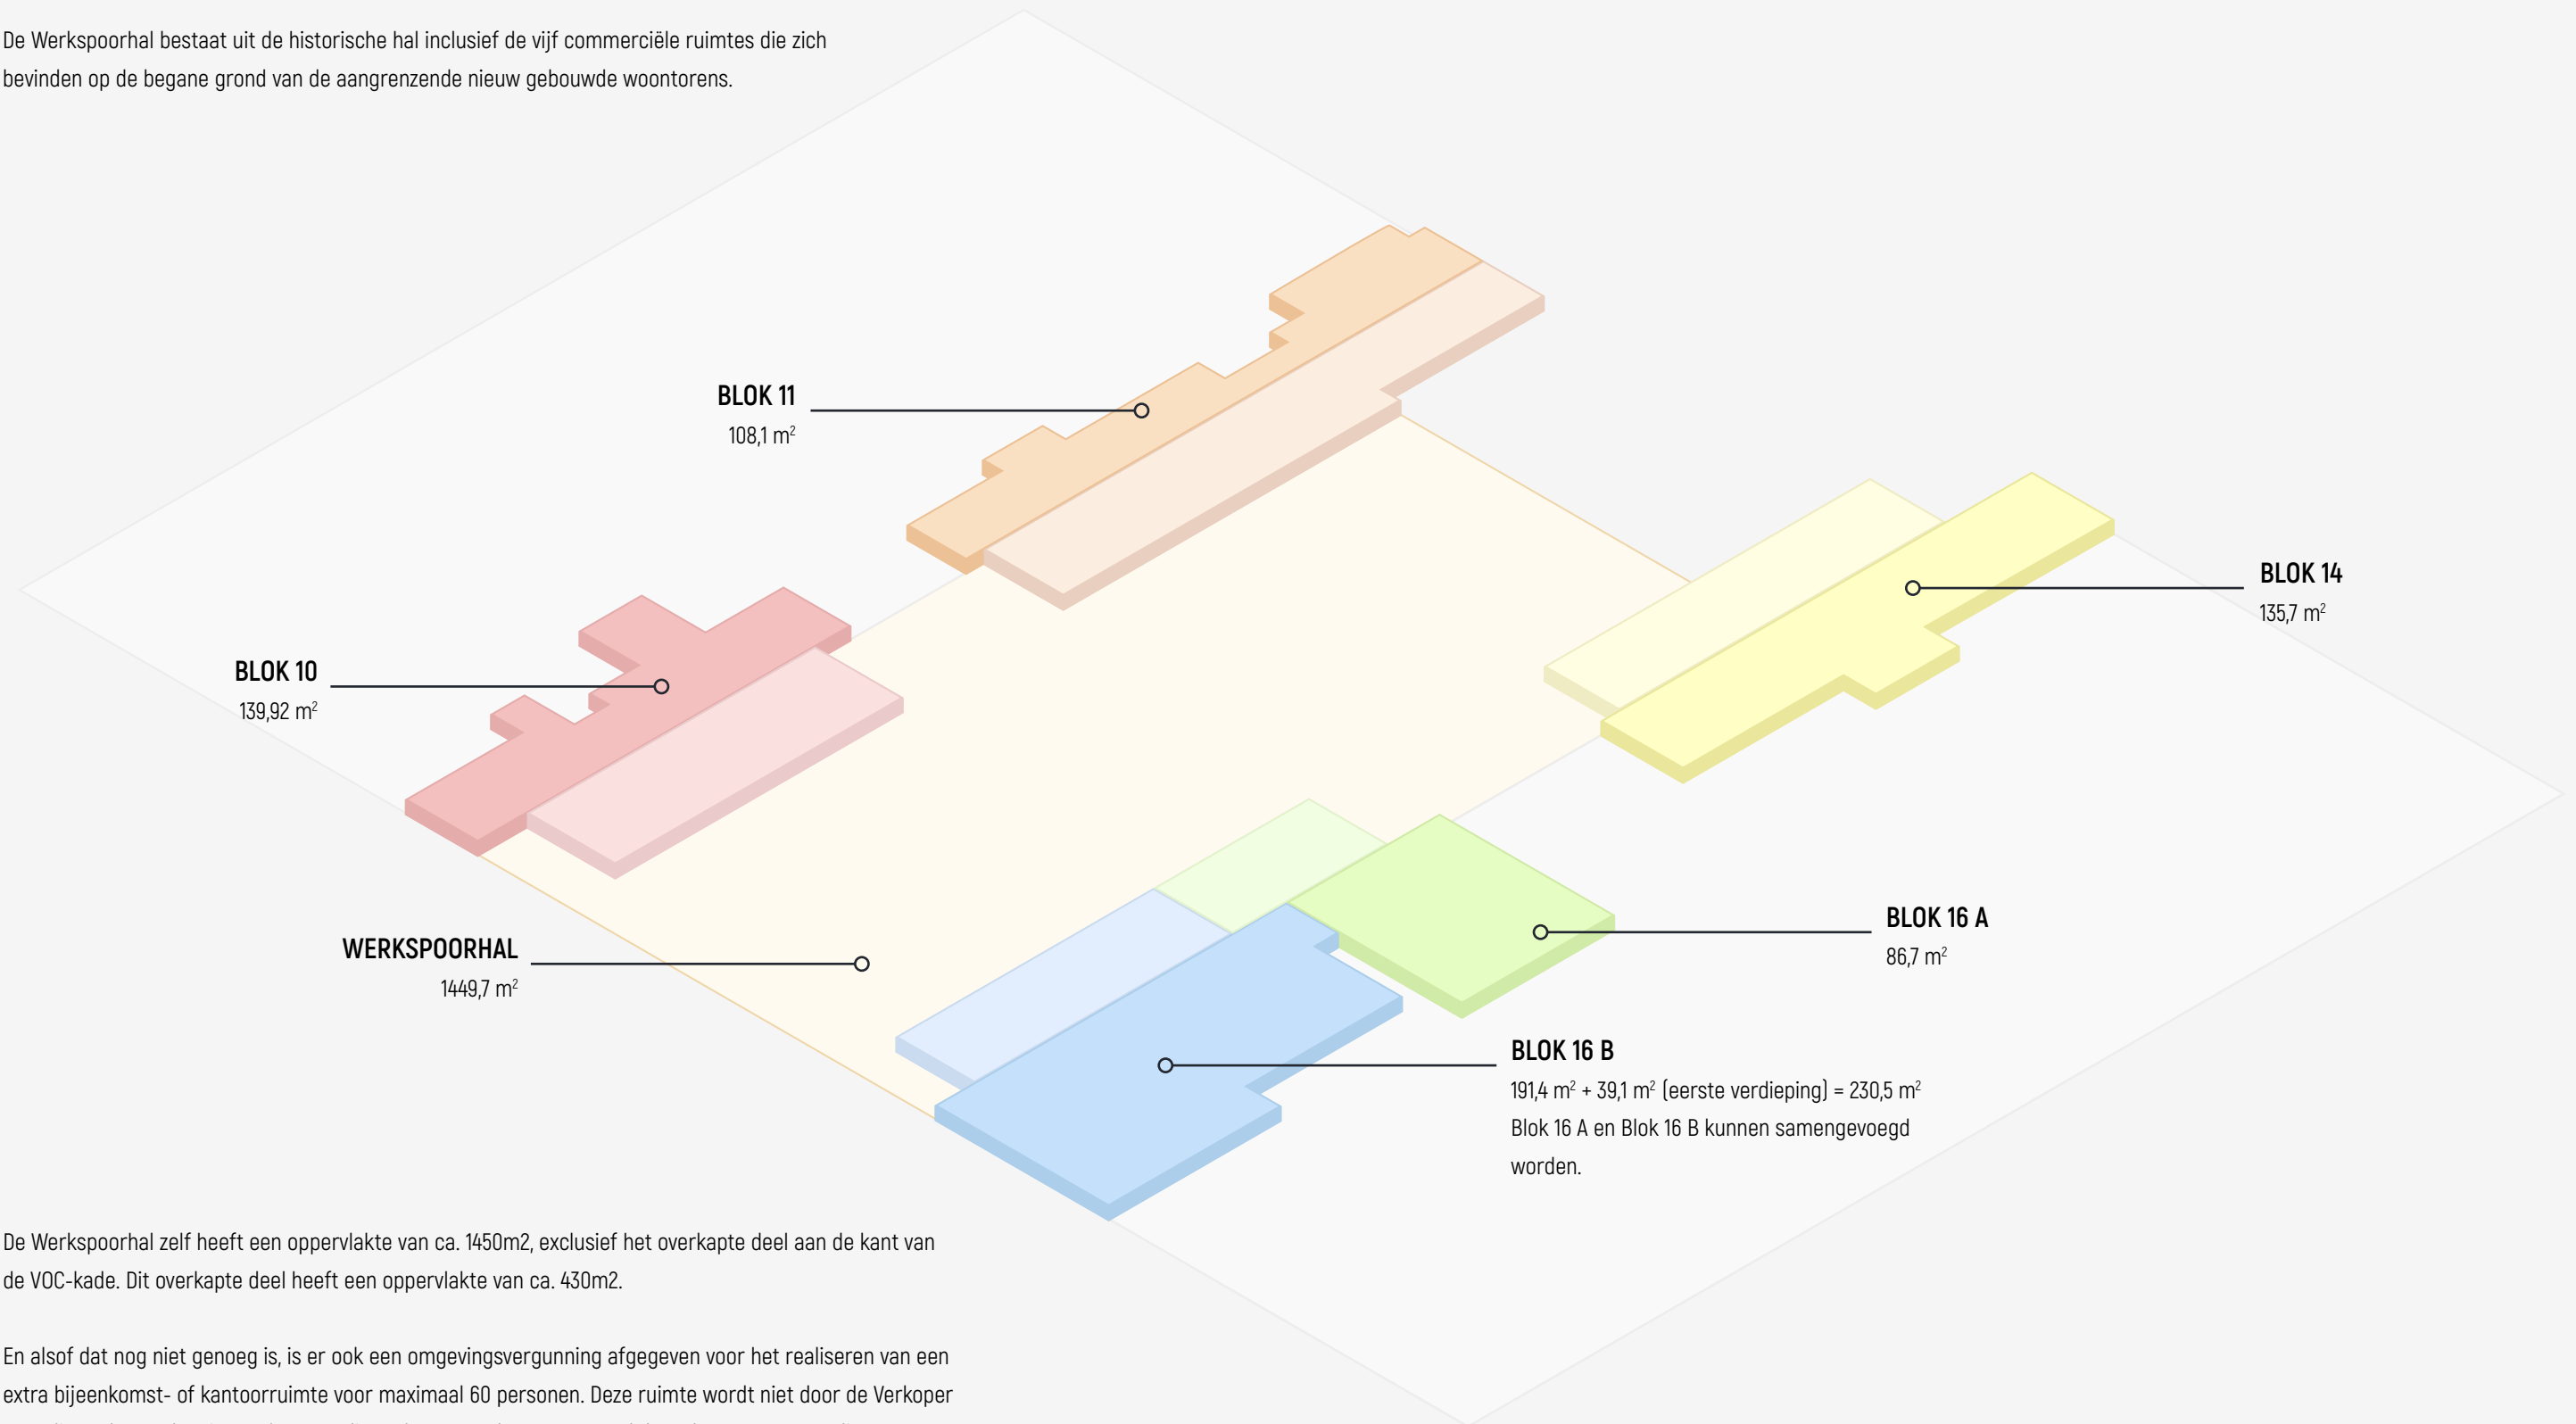 De Werkspoorhal bestaat uit de historische hal inclusief de vijf commerciële ruimtes die zich
bevinden op de begane grond van de aangrenzende nieuw gebouwde woontorens.
BLOK 11
108,1 m²
BLOK 14
135,7 m²
BLOK 10
139,92 m²
BLOK 16 A
86,7 m²
WERKSPOORHAL
1449,7 m²
BLOK 16 B
191,4 m² + 39,1 m² (eerste verdieping) = 230,5 m²
Blok 16 A en Blok 16 B kunnen samengevoegd
worden.
De Werkspoorhal zelf heeft een oppervlakte van ca. 1450m2, exclusief het overkapte deel aan de kant van
de VOC-kade. Dit overkapte deel heeft een oppervlakte van ca. 430m2.
En alsof dat nog niet genoeg is, is er ook een omgevingsvergunning afgegeven voor het realiseren van een
extra bijeenkomst- of kantoorruimte voor maximaal 60 personen. Deze ruimte wordt niet door de Verkoper